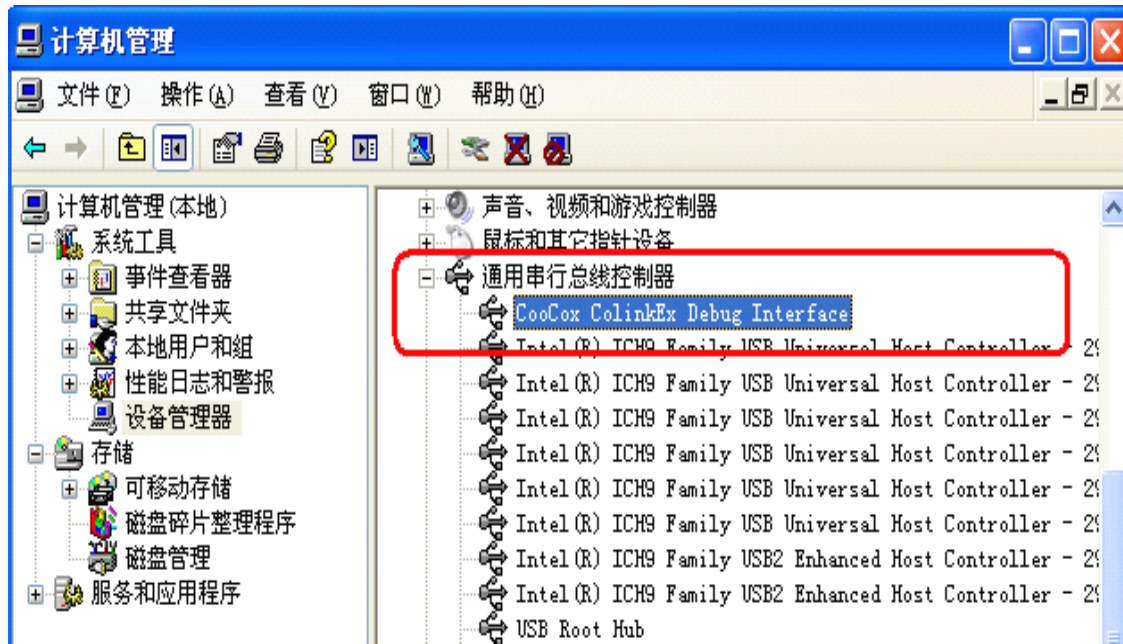 计算机管理
文件(F) 操作(A) 查看(V) 窗口(W) 帮助(H)
计算机管理(本地)
系统工具
事件查看器
共享文件夹
本地用户和组
性能日志和警报
设备管理器
存储
可移动存储
磁盘碎片整理程序
磁盘管理
服务和应用程序
声音、视频和游戏控制器
鼠标和其它指针设备
通用串行总线控制器
CooCox ColinkEx Debug Interface
Intel(R) ICH9 Family USB Universal Host Controller - 29
Intel(R) ICH9 Family USB Universal Host Controller - 29
Intel(R) ICH9 Family USB Universal Host Controller - 29
Intel(R) ICH9 Family USB Universal Host Controller - 29
Intel(R) ICH9 Family USB Universal Host Controller - 29
Intel(R) ICH9 Family USB Universal Host Controller - 29
Intel(R) ICH9 Family USB2 Enhanced Host Controller - 29
Intel(R) ICH9 Family USB2 Enhanced Host Controller - 29
USB Root Hub